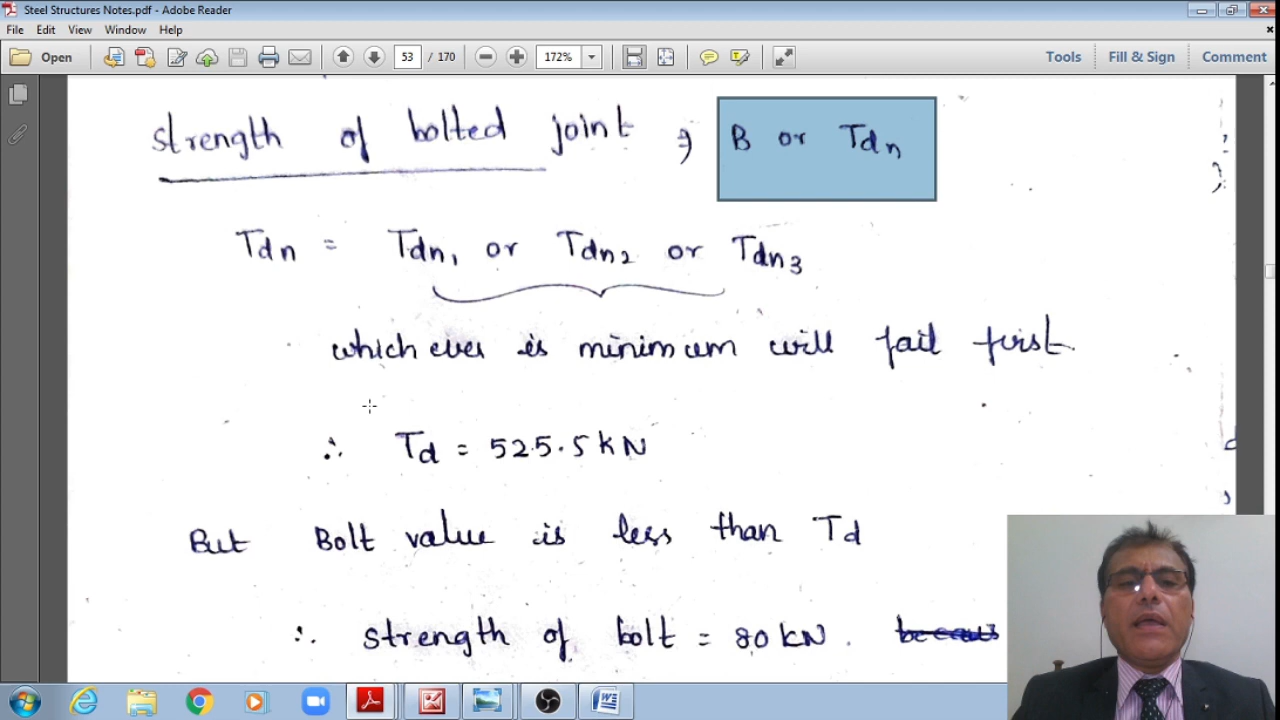 Steel Structures Notes.pdf - Adobe Reader
File Edit View Window Help
Open 53 / 170 172% Tools Fill & Sign Comment
strength of bolted joint ⇒ B or Tdn
Tdn = Tdn1 or Tdn2 or Tdn3
which ever is minimum will fail first.
∴ Td = 525.5 kN
But Bolt value is less than Td
∴ strength of bolt = 80 kN.